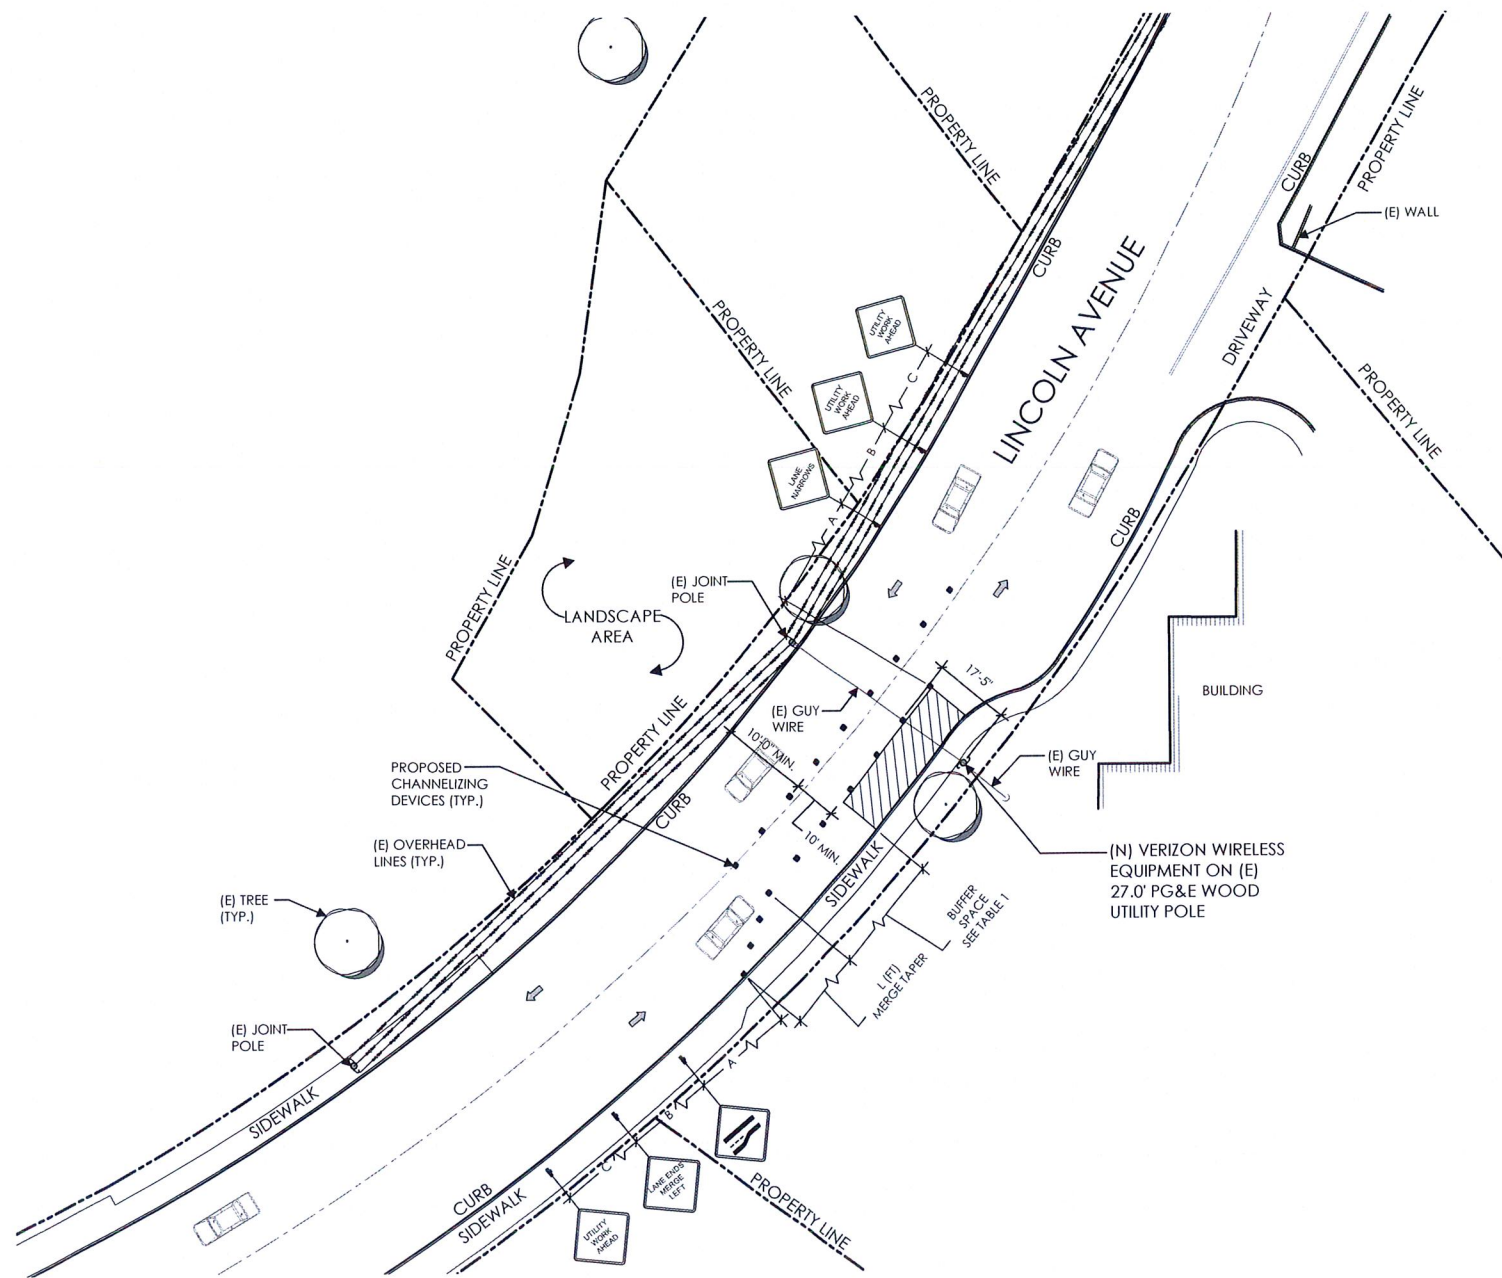 PROPERTY LINE
CURB
PROPERTY LINE
(E) WALL
CURB
LINCOLN AVENUE
DRIVEWAY
PROPERTY LINE
PROPERTY LINE
UTILITY
WORK
AHEAD
C
UTILITY
WORK
AHEAD
B
LANE
NARROWS
A
CURB
PROPERTY LINE
(E) JOINT
POLE
LANDSCAPE
AREA
17'-5"
BUILDING
(E) GUY
WIRE
PROPERTY LINE
10'0" MIN.
(E) GUY
WIRE
PROPOSED
CHANNELIZING
DEVICES (TYP.)
CURB
10' MIN.
(E) OVERHEAD
LINES (TYP.)
SIDEWALK
(N) VERIZON WIRELESS
EQUIPMENT ON (E)
27.0' PG&E WOOD
UTILITY POLE
(E) TREE
(TYP.)
BUFFER
SPACE
SEE TABLE 1
L (FT)
MERGE TAPER
(E) JOINT
POLE
A
SIDEWALK
B
C
LANE ENDS
MERGE
LEFT
UTILITY
WORK
AHEAD
CURB
SIDEWALK
PROPERTY LINE